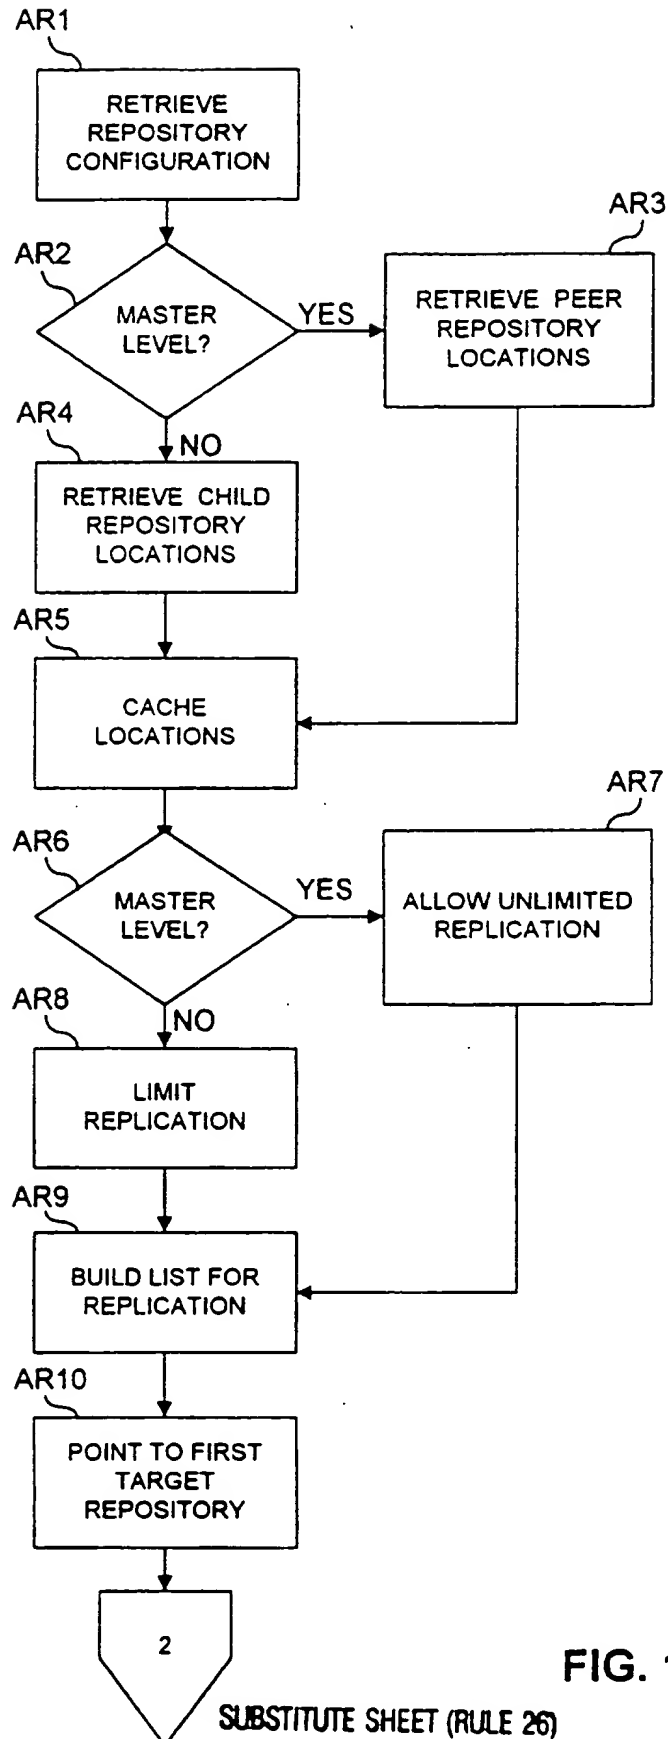 AR1
RETRIEVE
REPOSITORY
CONFIGURATION
AR2
MASTER
LEVEL?
YES
AR3
RETRIEVE PEER
REPOSITORY
LOCATIONS
AR4
NO
RETRIEVE CHILD
REPOSITORY
LOCATIONS
AR5
CACHE
LOCATIONS
AR6
MASTER
LEVEL?
YES
AR7
ALLOW UNLIMITED
REPLICATION
AR8
NO
LIMIT
REPLICATION
AR9
BUILD LIST FOR
REPLICATION
AR10
POINT TO FIRST
TARGET
REPOSITORY
2
FIG.
SUBSTITUTE SHEET (RULE 26)